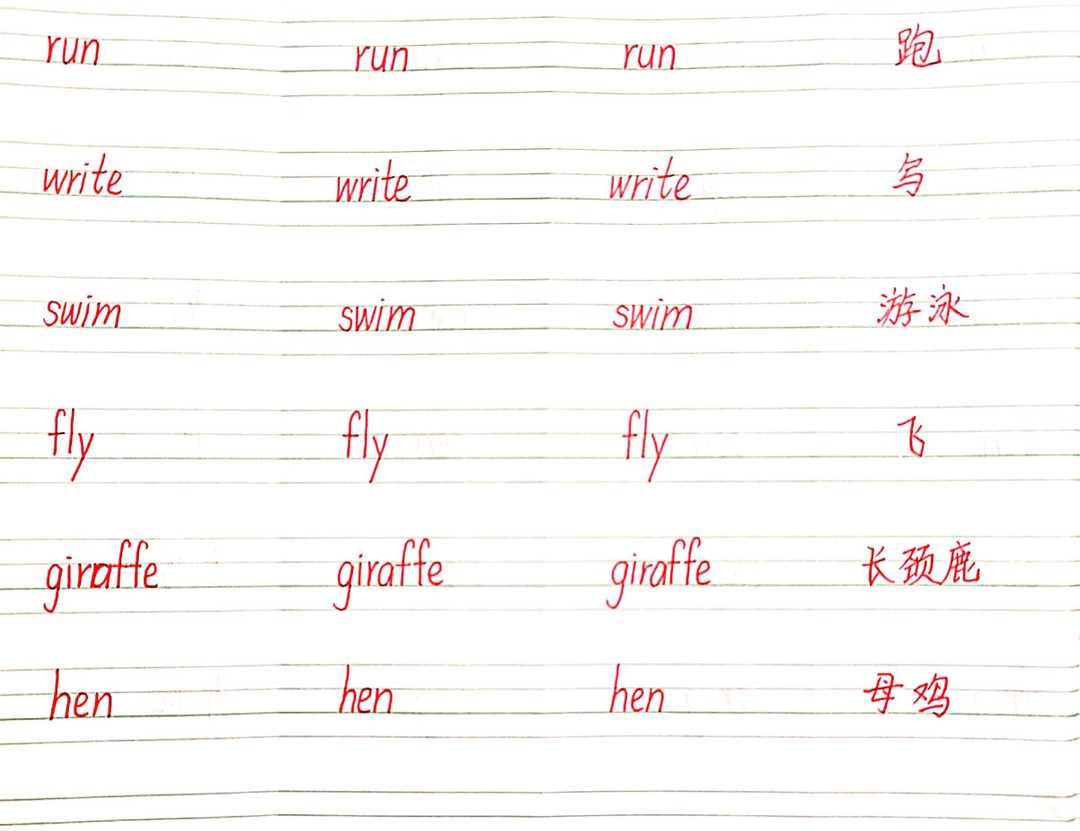 run run run 跑
write write write 写
swim swim swim 游泳
fly fly fly 飞
giraffe giraffe giraffe 长颈鹿
hen hen hen 母鸡